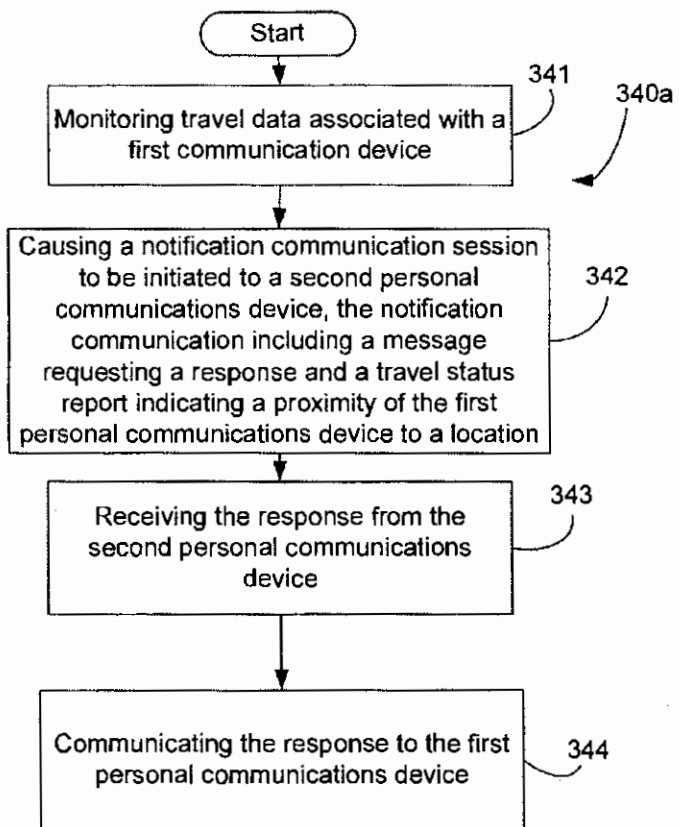 Start
341
340a
Monitoring travel data associated with a
first communication device
Causing a notification communication session
to be initiated to a second personal
communications device, the notification
communication including a message
requesting a response and a travel status
report indicating a proximity of the first
personal communications device to a location
342
343
Receiving the response from the
second personal communications
device
Communicating the response to the first
personal communications device
344